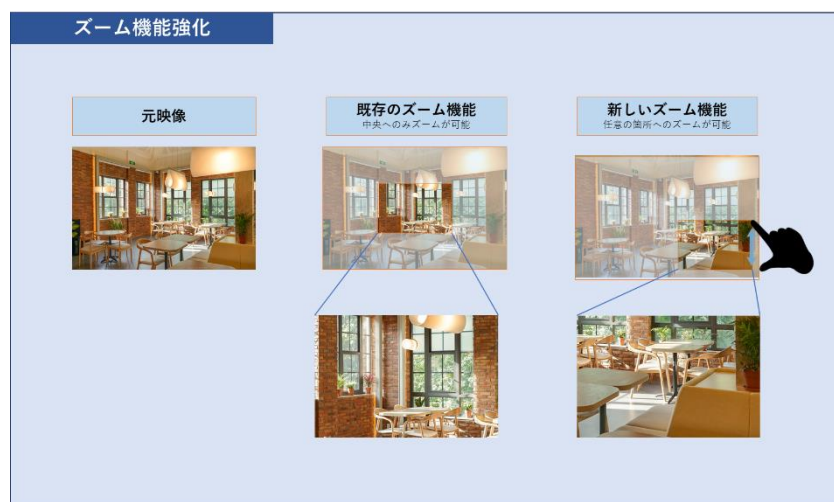 ズーム機能強化
元映像
既存のズーム機能
中央へのみズームが可能
新しいズーム機能
任意の箇所へのズームが可能